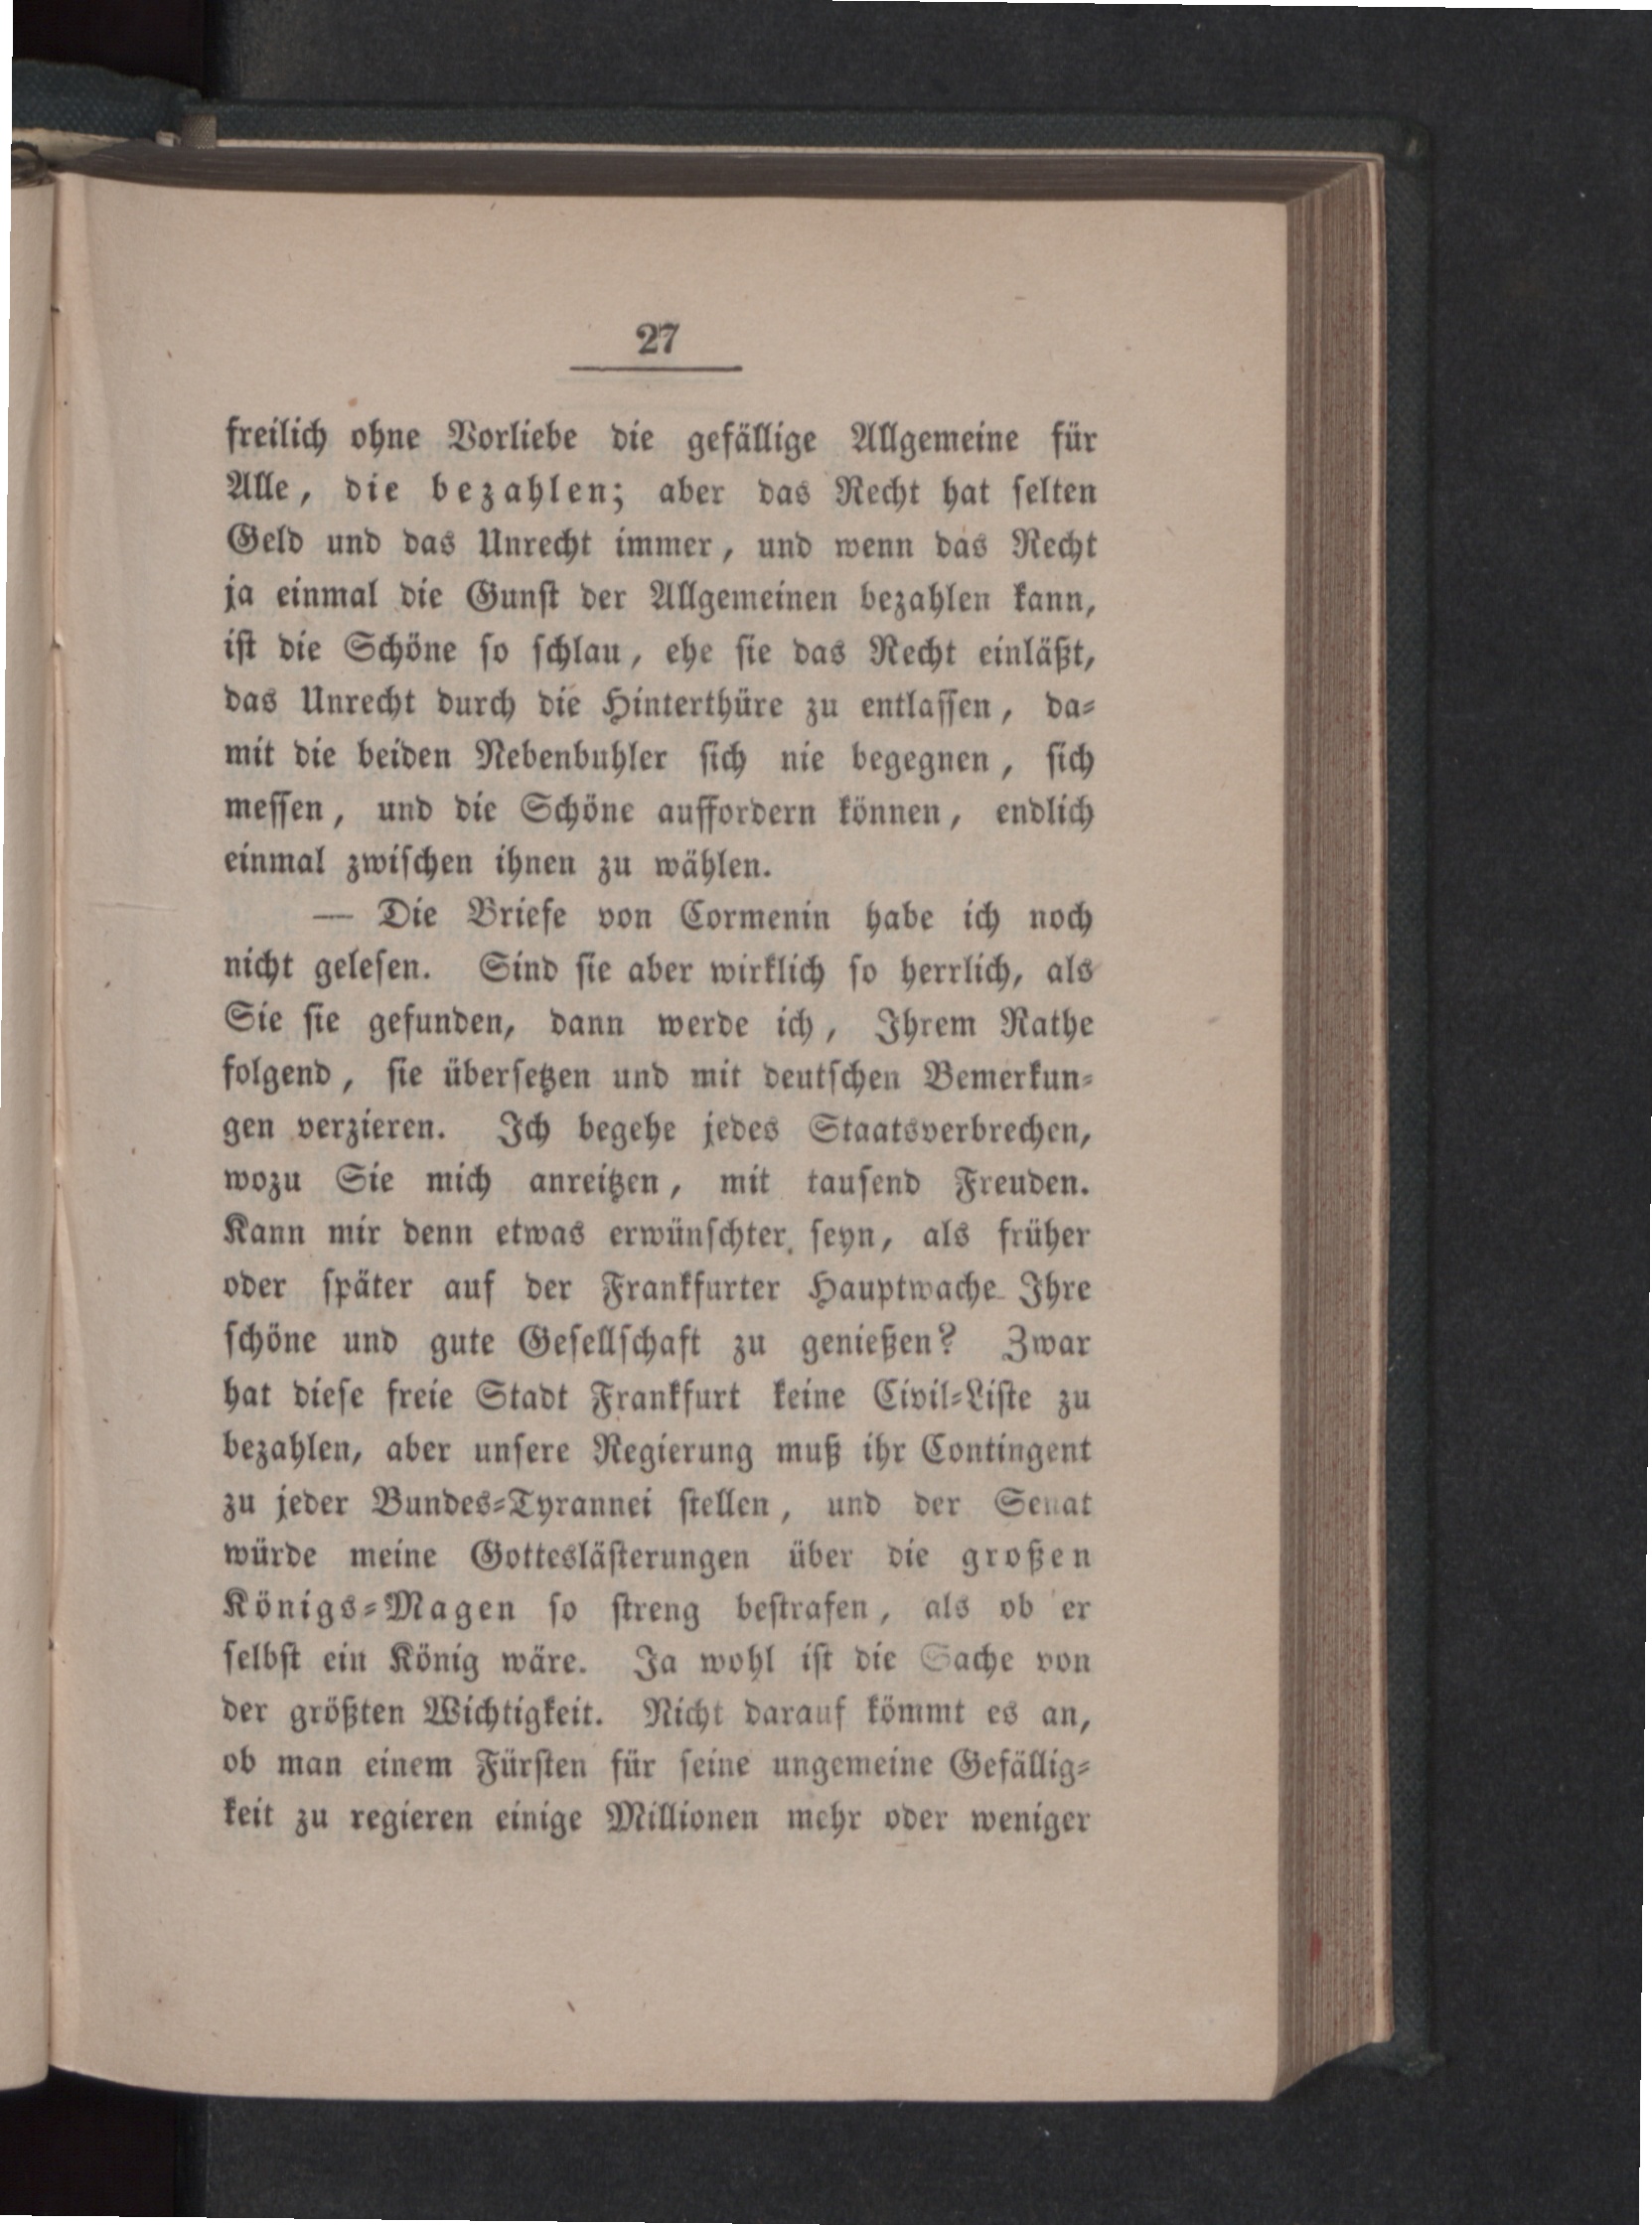 27
freilich ohne Vorliebe die gefällige Allgemeine für
Alle, die bezahlen; aber das Recht hat selten
Geld und das Unrecht immer, und wenn das Recht
ja einmal die Gunst der Allgemeinen bezahlen kann,
ist die Schöne so schlau, ehe sie das Recht einläßt,
das Unrecht durch die Hinterthüre zu entlassen, da-
mit die beiden Nebenbuhler sich nie begegnen, sich
messen, und die Schöne auffordern können, endlich
einmal zwischen ihnen zu wählen.
— Die Briefe von Cormenin habe ich noch
nicht gelesen. Sind sie aber wirklich so herrlich, als
Sie sie gefunden, dann werde ich, Ihrem Rathe
folgend, sie übersetzen und mit deutschen Bemerkun-
gen verzieren. Ich begehe jedes Staatsverbrechen,
wozu Sie mich anreitzen, mit tausend Freuden.
Kann mir denn etwas erwünschter seyn, als früher
oder später auf der Frankfurter Hauptwache Ihre
schöne und gute Gesellschaft zu genießen? Zwar
hat diese freie Stadt Frankfurt keine Civil-Liste zu
bezahlen, aber unsere Regierung muß ihr Contingent
zu jeder Bundes-Tyrannei stellen, und der Senat
würde meine Gotteslästerungen über die großen
Königs-Magen so streng bestrafen, als ob er
selbst ein König wäre. Ja wohl ist die Sache von
der größten Wichtigkeit. Nicht darauf kömmt es an,
ob man einem Fürsten für seine ungemeine Gefällig-
keit zu regieren einige Millionen mehr oder weniger